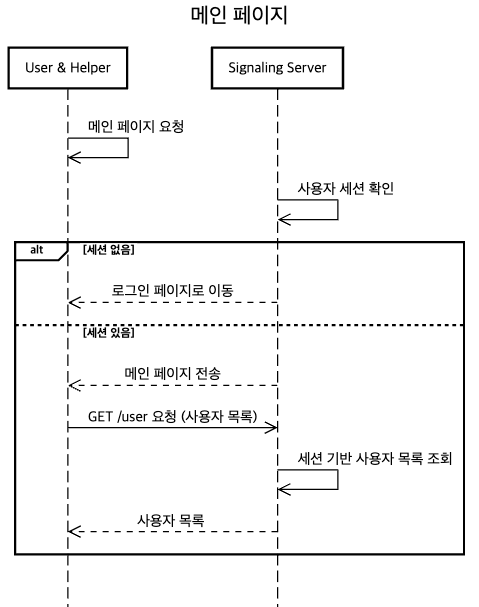 메인 페이지
User & Helper
Signaling Server
메인 페이지 요청
사용자 세션 확인
alt
[세션 없음]
로그인 페이지로 이동
[세션 있음]
메인 페이지 전송
GET /user 요청 (사용자 목록)
세션 기반 사용자 목록 조회
사용자 목록